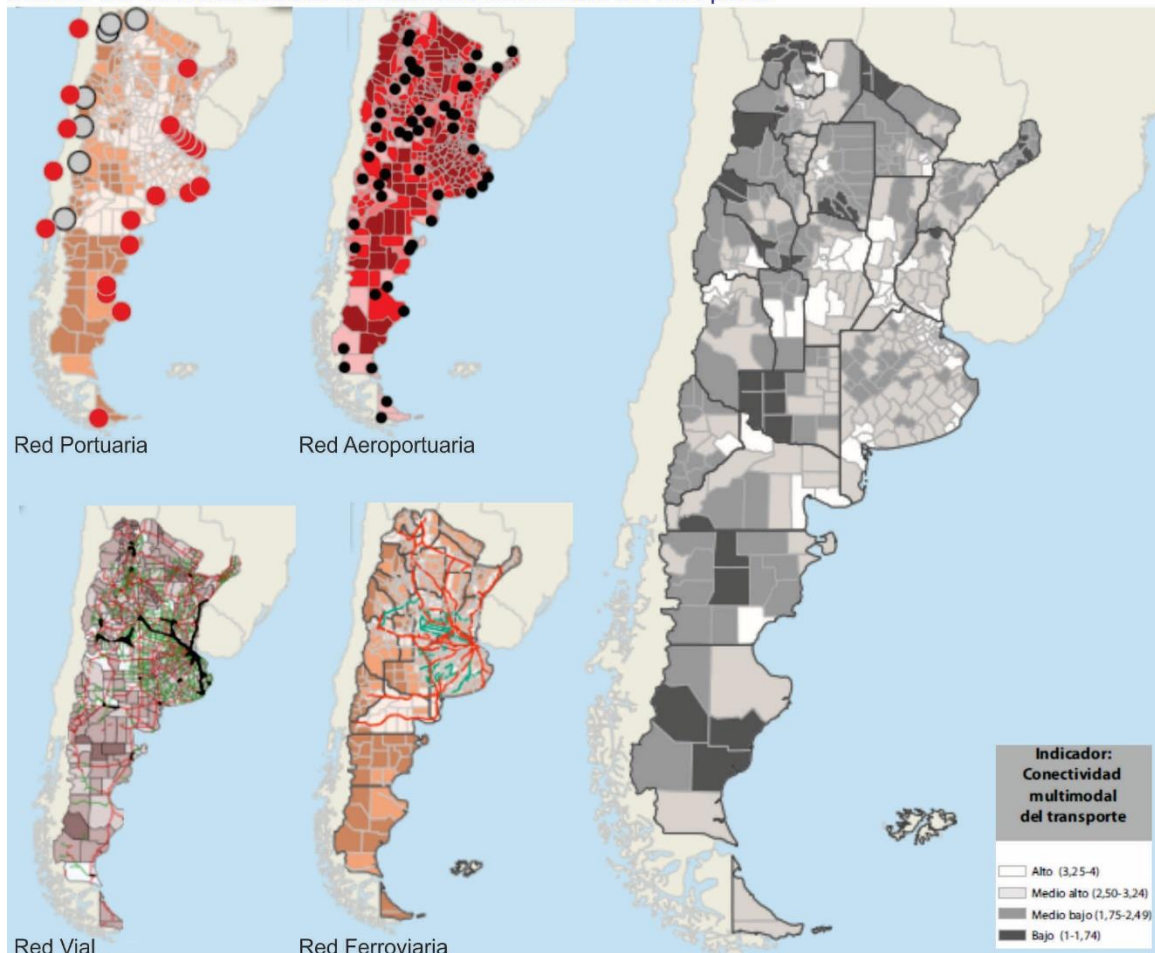 Red Portuaria
Red Aeroportuaria
Red Vial
Red Ferroviaria
Indicador:
Conectividad
multimodal
del transporte
Alto (3,25-4)
Medio alto (2,50-3,24)
Medio bajo (1,75-2,49)
Bajo (1-1,74)